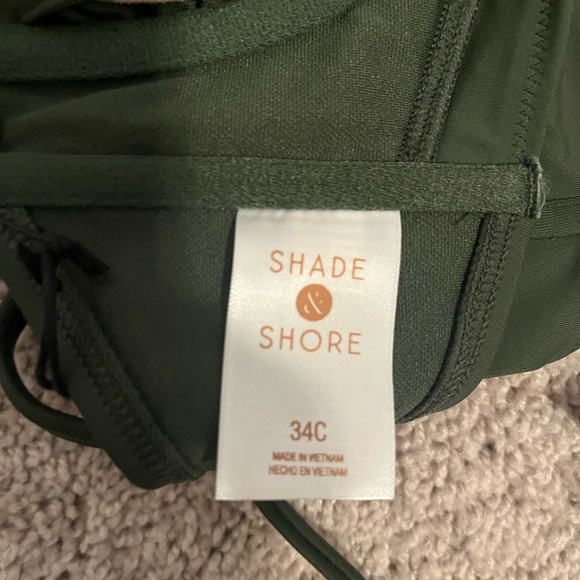 SHADE
&
SHORE
34C
MADE IN VIETNAM
HECHO EN VIETNAM